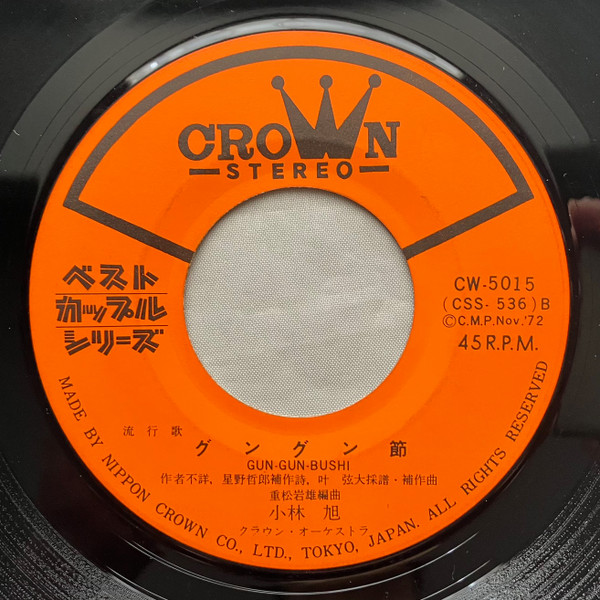 CROWN
STEREO
ベスト
カップル
シリーズ
CW-5015
(CSS-536)B
©C.M.P.Nov.'72
45R.P.M.
流行歌
グングン節
GUN-GUN-BUSHI
作者不詳,星野哲郎補作詩,叶 弦大採譜・補作曲
重松岩雄編曲
小林 旭
クラウン・オーケストラ
MADE BY NIPPON CROWN CO., LTD., TOKYO, JAPAN. ALL RIGHTS RESERVED